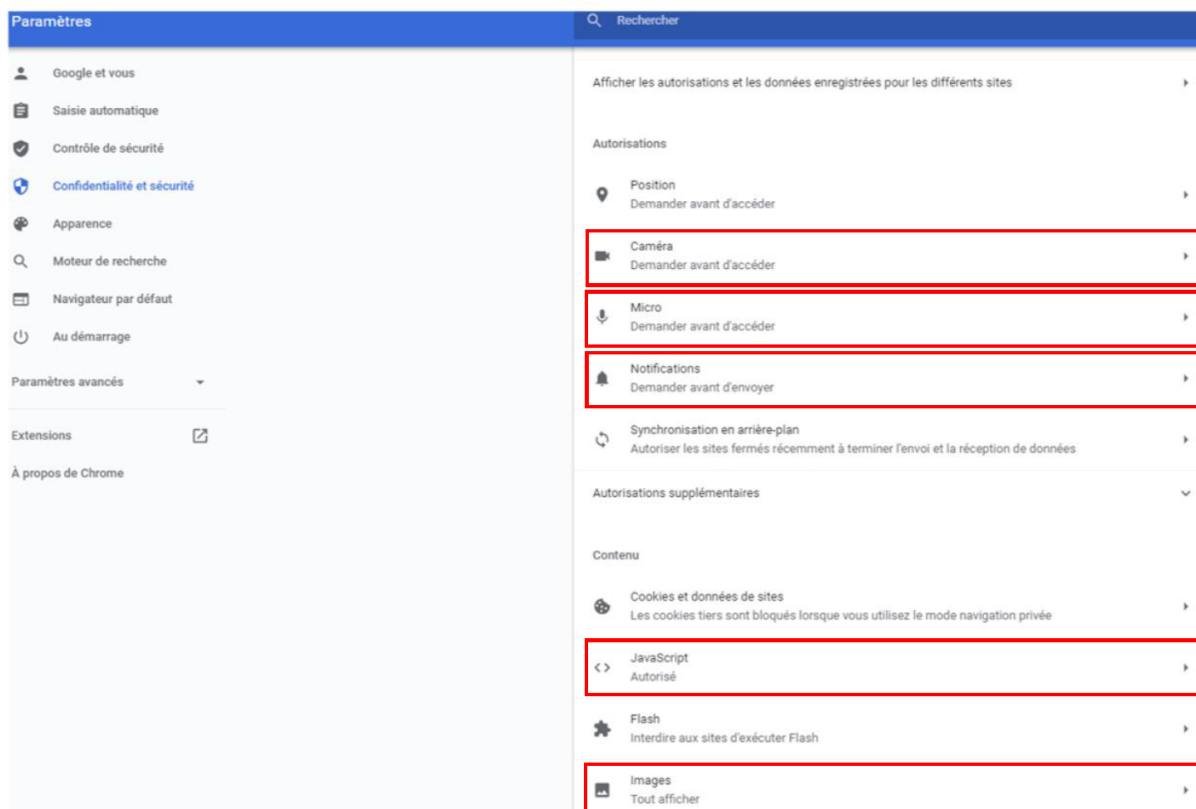 Paramètres
Rechercher
Google et vous
Saisie automatique
Contrôle de sécurité
Confidentialité et sécurité
Apparence
Moteur de recherche
Navigateur par défaut
Au démarrage
Paramètres avancés
Extensions
À propos de Chrome
Afficher les autorisations et les données enregistrées pour les différents sites
Autorisations
Position
Demander avant d'accéder
Caméra
Demander avant d'accéder
Micro
Demander avant d'accéder
Notifications
Demander avant d'envoyer
Synchronisation en arrière-plan
Autoriser les sites fermés récemment à terminer l'envoi et la réception de données
Autorisations supplémentaires
Contenu
Cookies et données de sites
Les cookies tiers sont bloqués lorsque vous utilisez le mode navigation privée
JavaScript
Autorisé
Flash
Interdire aux sites d'exécuter Flash
Images
Tout afficher